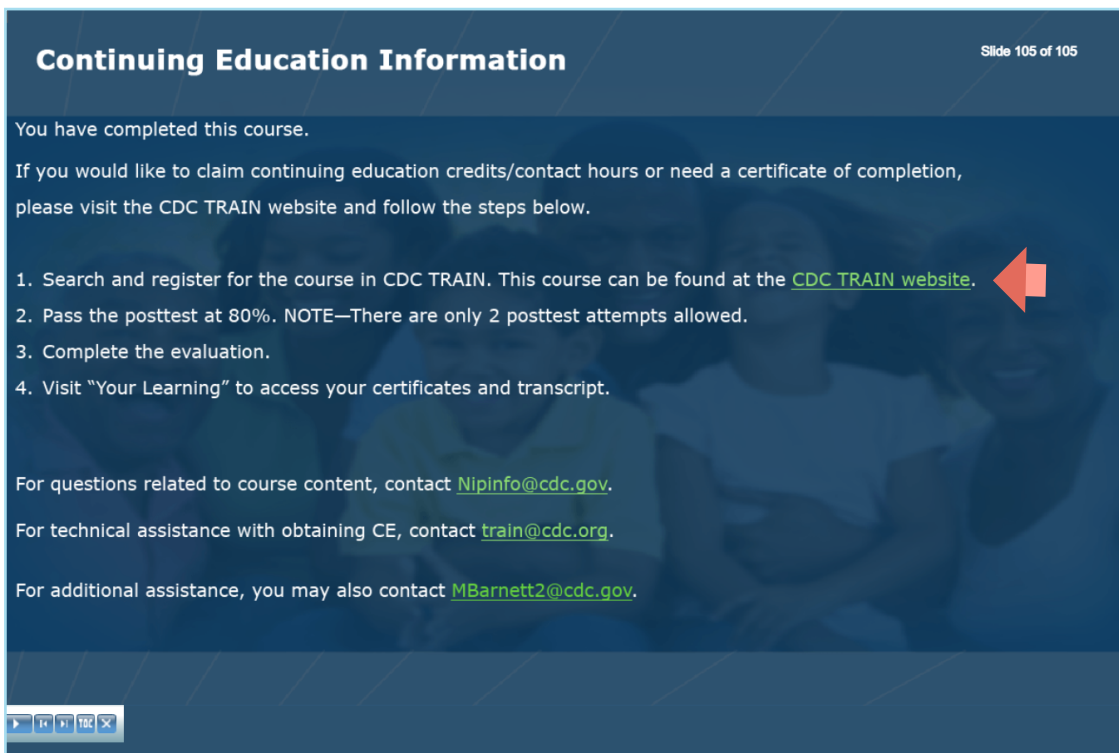 Continuing Education Information
Slide 105 of 105
You have completed this course.
If you would like to claim continuing education credits/contact hours or need a certificate of completion,
please visit the CDC TRAIN website and follow the steps below.
1. Search and register for the course in CDC TRAIN. This course can be found at the CDC TRAIN website.
2. Pass the posttest at 80%. NOTE—There are only 2 posttest attempts allowed.
3. Complete the evaluation.
4. Visit “Your Learning” to access your certificates and transcript.
For questions related to course content, contact Nipinfo@cdc.gov.
For technical assistance with obtaining CE, contact train@cdc.org.
For additional assistance, you may also contact MBarnett2@cdc.gov.
TOC